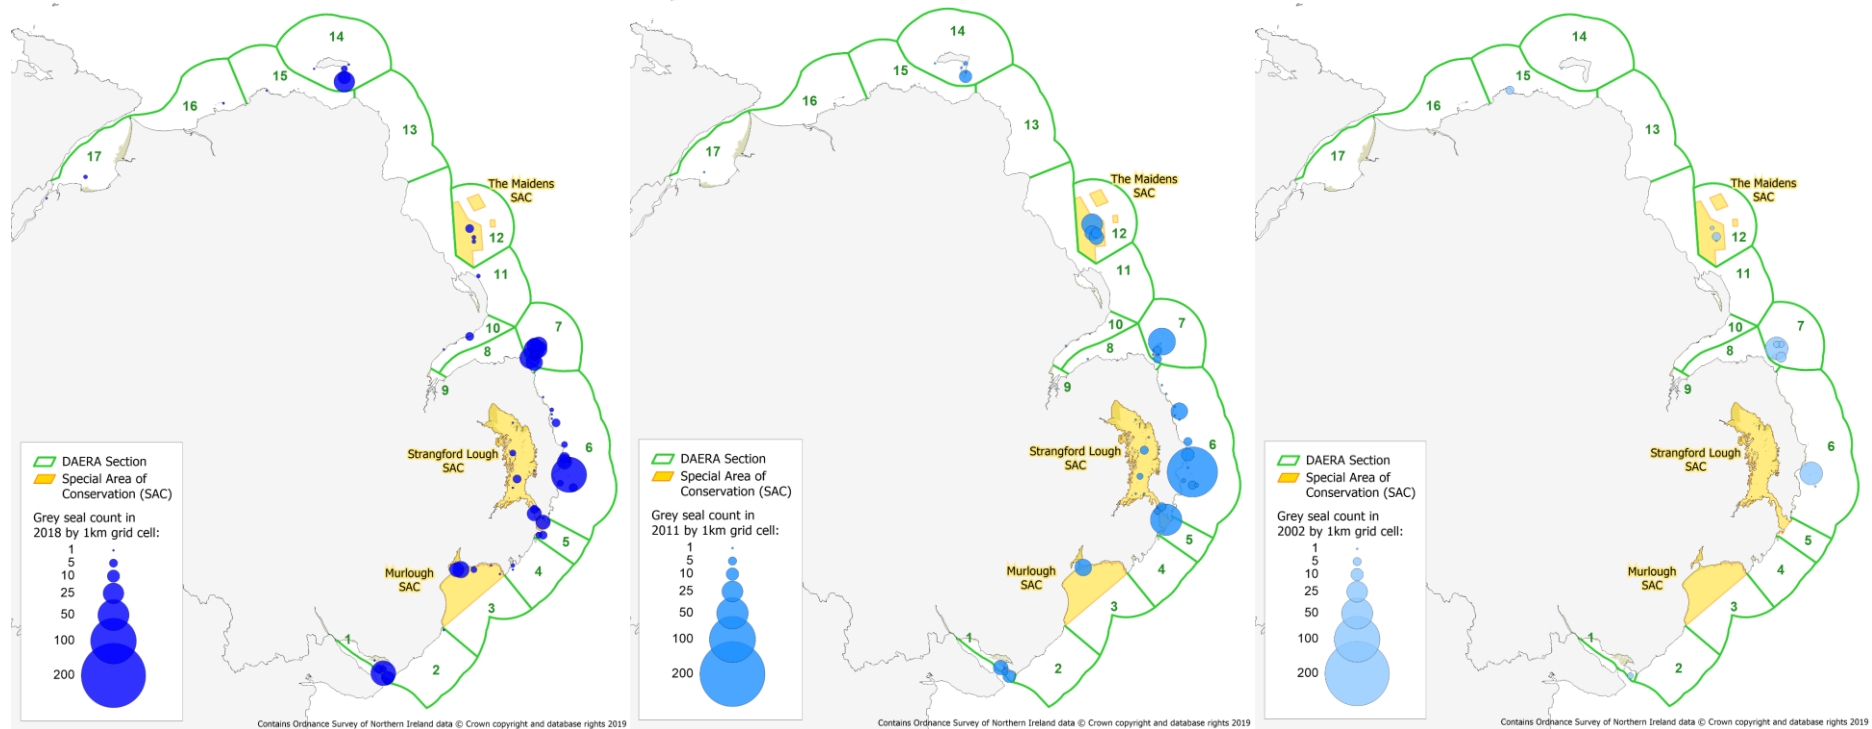 14
15
16
13
17
The Maidens
SAC
12
11
10
7
8
9
6
Strangford Lough
SAC
5
4
Murlough
SAC
3
1
2
DAERA Section
Special Area of
Conservation (SAC)
Grey seal count in
2018 by 1km grid cell:
1
5
10
25
50
100
200
Contains Ordnance Survey of Northern Ireland data © Crown copyright and database rights 2019
14
15
16
13
17
The Maidens
SAC
12
11
10
7
8
9
6
Strangford Lough
SAC
5
4
Murlough
SAC
3
1
2
DAERA Section
Special Area of
Conservation (SAC)
Grey seal count in
2011 by 1km grid cell:
1
5
10
25
50
100
200
Contains Ordnance Survey of Northern Ireland data © Crown copyright and database rights 2019
14
15
16
13
17
The Maidens
SAC
12
11
10
7
8
9
6
Strangford Lough
SAC
5
4
Murlough
SAC
3
1
2
DAERA Section
Special Area of
Conservation (SAC)
Grey seal count in
2002 by 1km grid cell:
1
5
10
25
50
100
200
Contains Ordnance Survey of Northern Ireland data © Crown copyright and database rights 2019